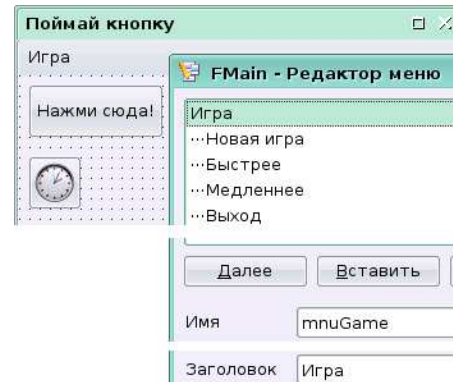 Поймай кнопку
Игра
Нажми сюда!
FMain - Редактор меню
Игра
···Новая игра
···Быстрее
···Медленнее
···Выход
Далее
Вставить
Имя
mnuGame
Заголовок
Игра